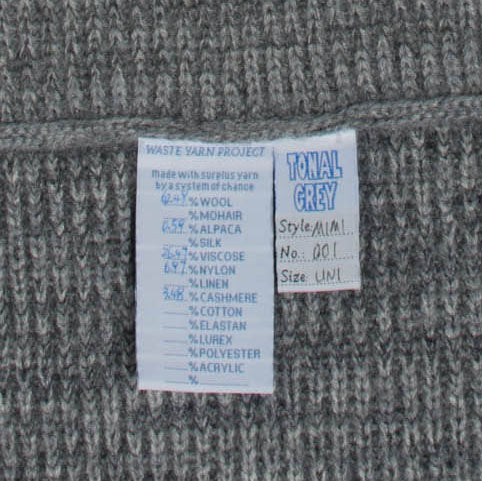 WASTE YARN PROJECT
made with surplus yarn
by a system of chance
% WOOL
% MOHAIR
% ALPACA
% SILK
% VISCOSE
% NYLON
% LINEN
% CASHMERE
% COTTON
% ELASTAN
% LUREX
% POLYESTER
% ACRYLIC
%
TONAL
GREY
Style: MIMI
No.: 001
Size: UNI